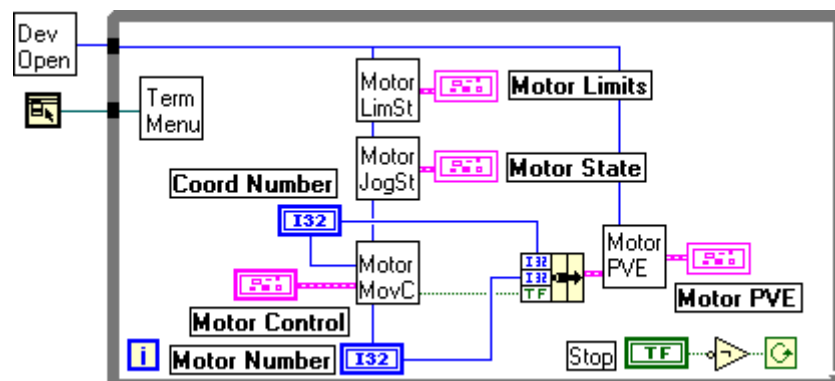 Dev
Open
Term
Menu
Motor
LimSt
Motor Limits
Motor
JogSt
Motor State
Coord Number
I32
Motor
MovC
I32
I32
TF
Motor
PVE
Motor Control
Motor PVE
i
Motor Number
I32
Stop
TF